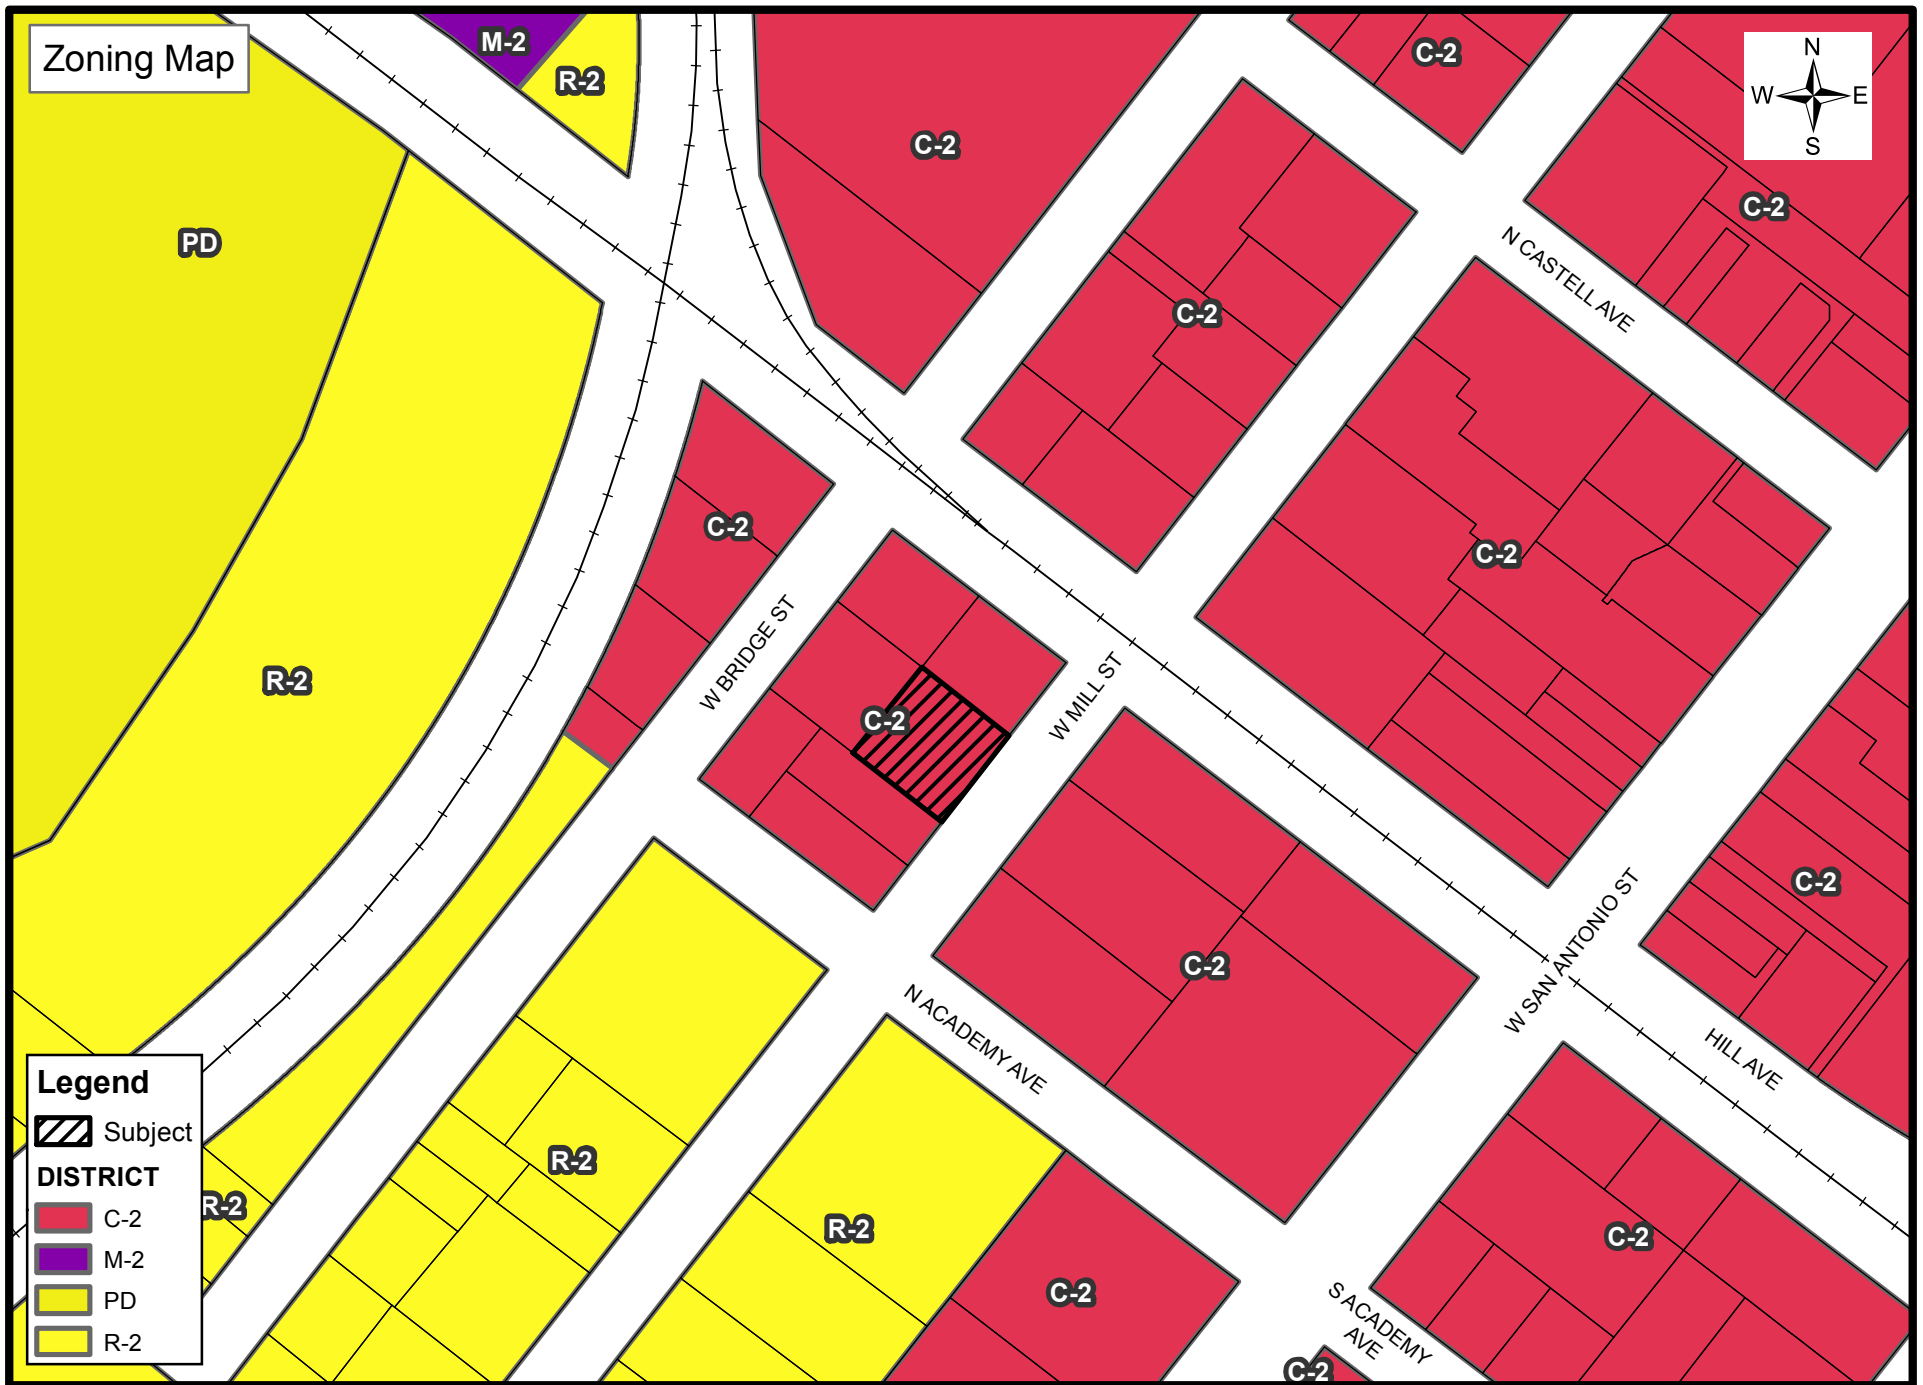 Zoning Map
M-2
R-2
C-2
C-2
N
W E
S
PD
C-2
N CASTELL AVE
C-2
C-2
C-2
R-2
W BRIDGE ST
C-2
W MILL ST
C-2
W SAN ANTONIO ST
C-2
N ACADEMY AVE
HILL AVE
R-2
R-2
R-2
C-2
C-2
S ACADEMY
AVE
C-2
Legend
Subject
DISTRICT
C-2
M-2
PD
R-2